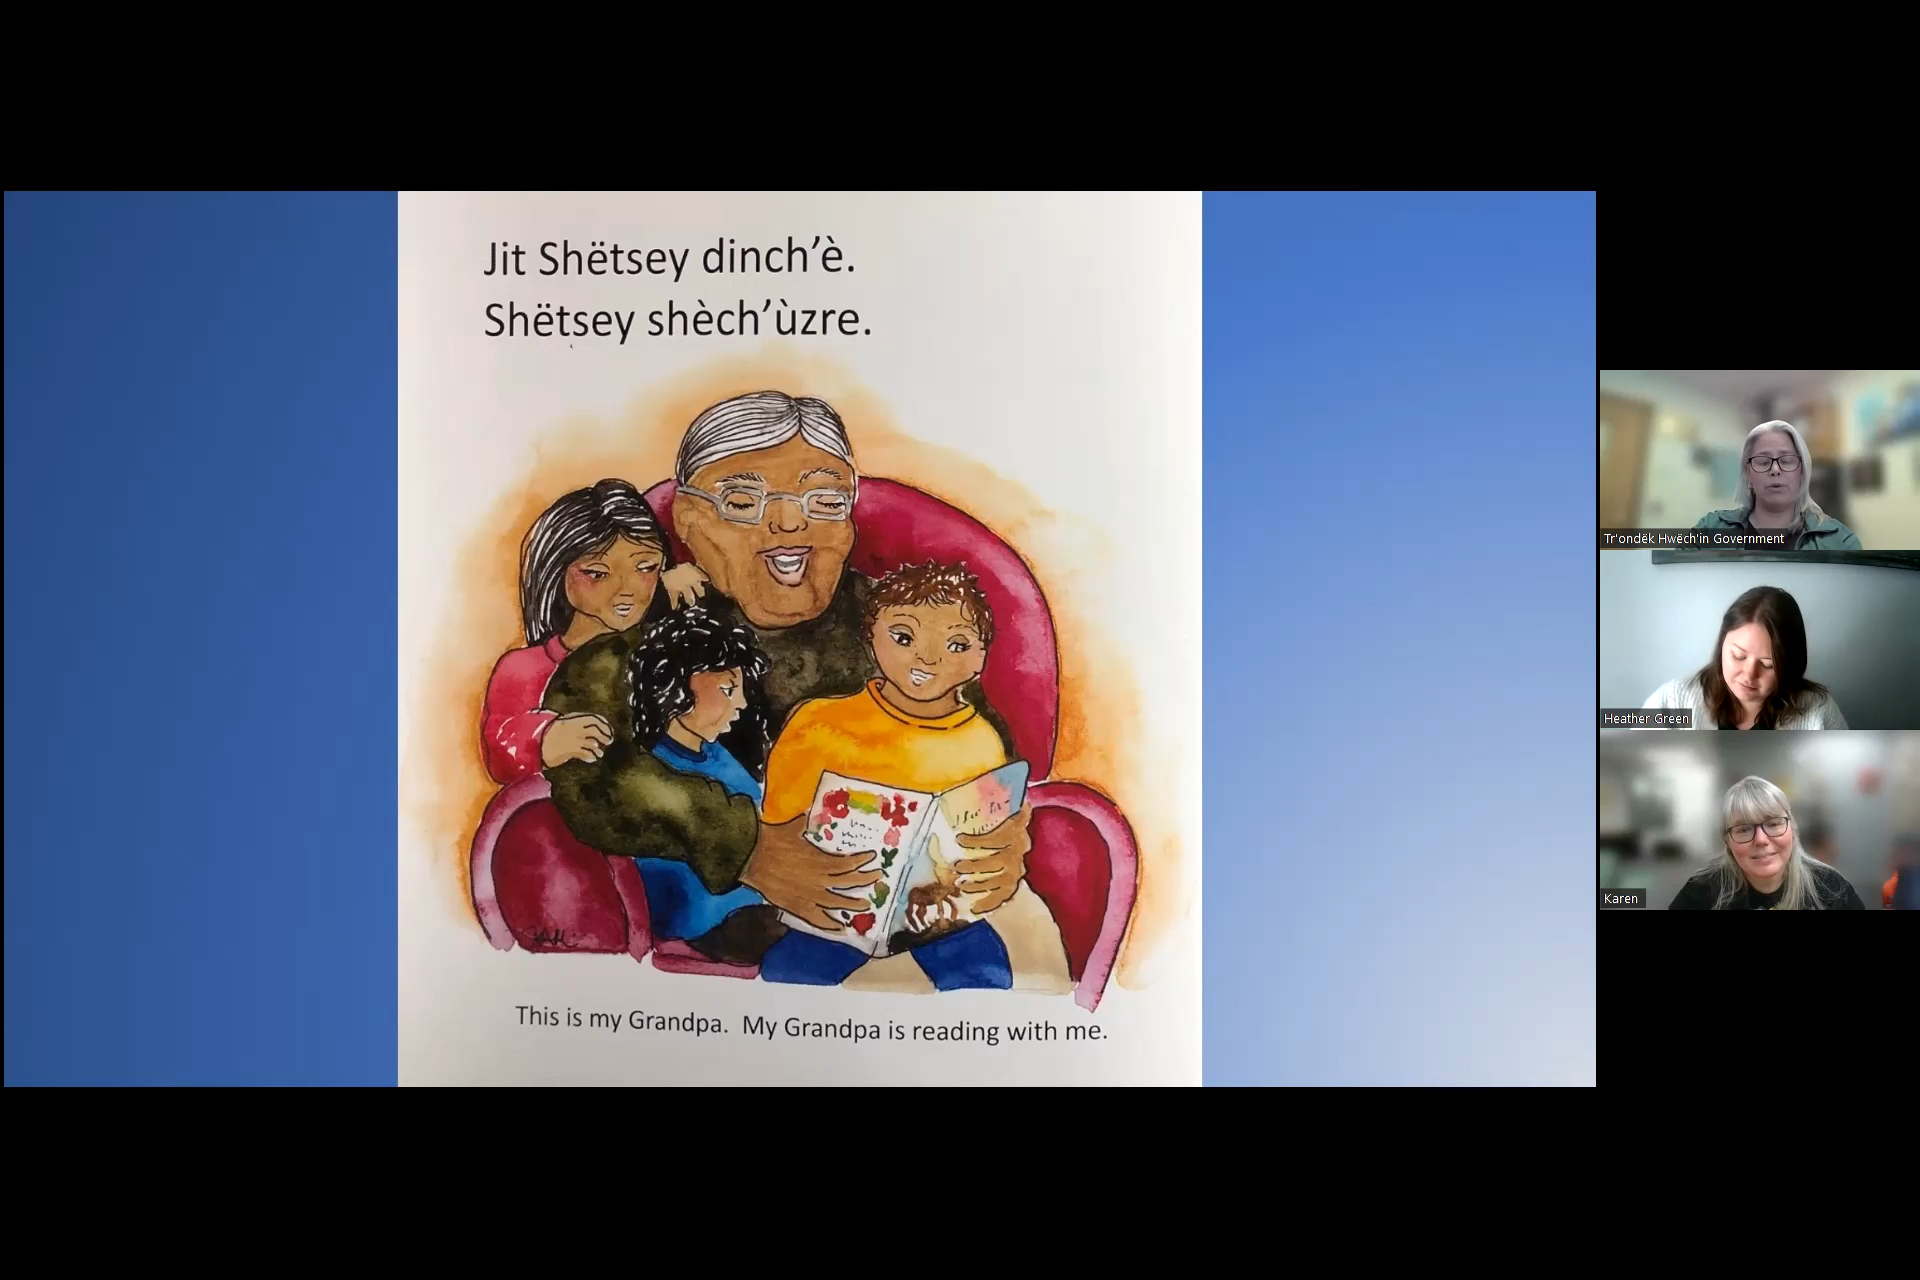 Jit Shëtsey dinch’è.
Shëtsey shèch’ùzre.
This is my Grandpa. My Grandpa is reading with me.
Tr'ondëk Hwëch'in Government
Heather Green
Karen